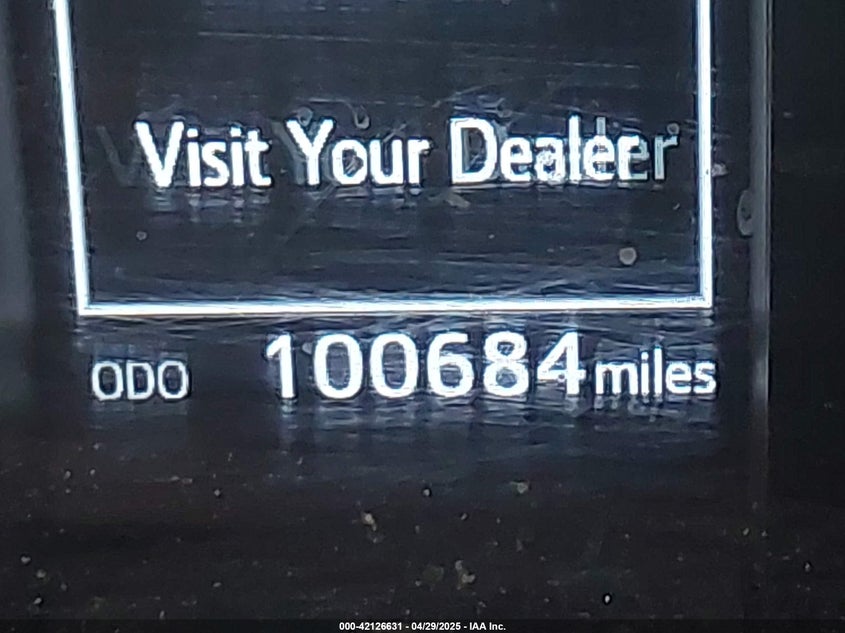 Visit Your Dealer
ODO 100684 miles
000-42126631 - 04/29/2025 - IAA Inc.